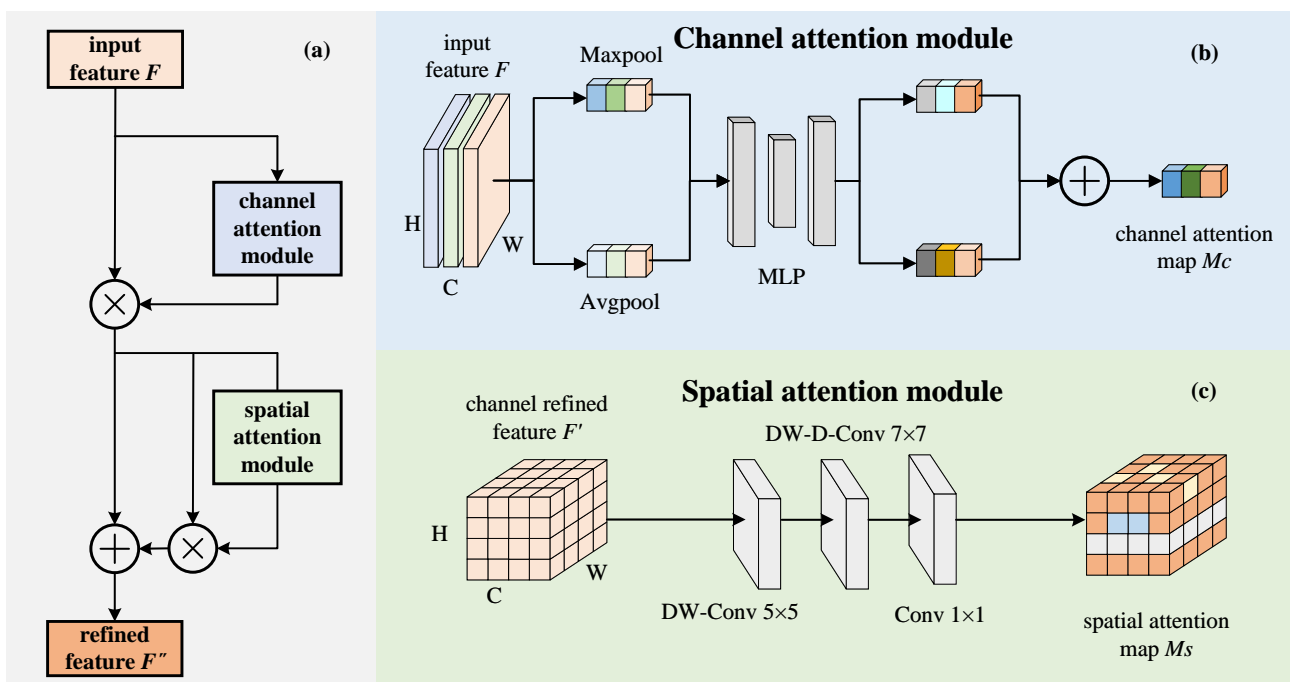 input
feature F
(a)
channel
attention
module
spatial
attention
module
refined
feature F″
Channel attention module
(b)
input
feature F
Maxpool
H
W
C
Avgpool
MLP
channel attention
map Mc
Spatial attention module
(c)
channel refined
feature F'
DW-D-Conv 7×7
H
W
C
DW-Conv 5×5
Conv 1×1
spatial attention
map Ms